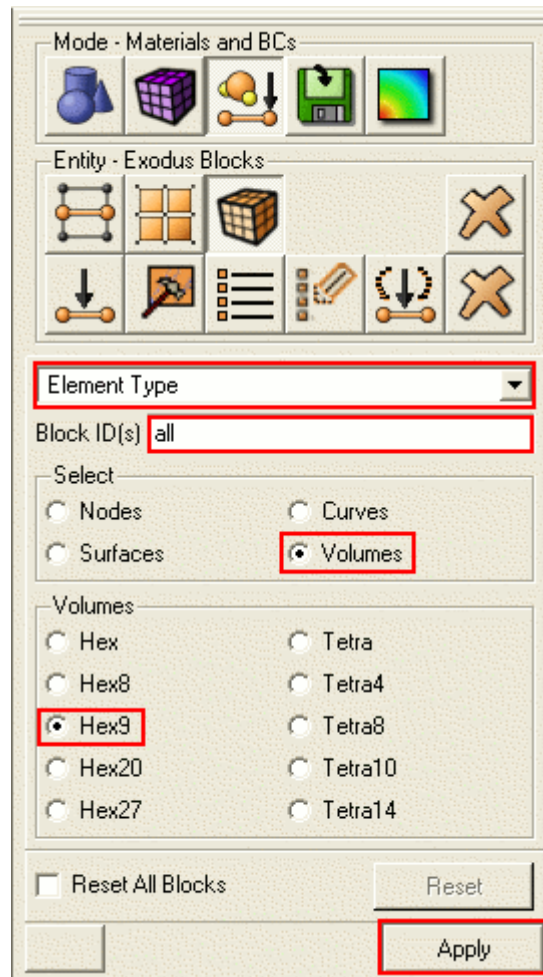 Mode - Materials and BCs
Entity - Exodus Blocks
Element Type
Block ID(s) all
Select
Nodes Curves
Surfaces Volumes
Volumes
Hex Tetra
Hex8 Tetra4
Hex9 Tetra8
Hex20 Tetra10
Hex27 Tetra14
Reset All Blocks Reset
Apply